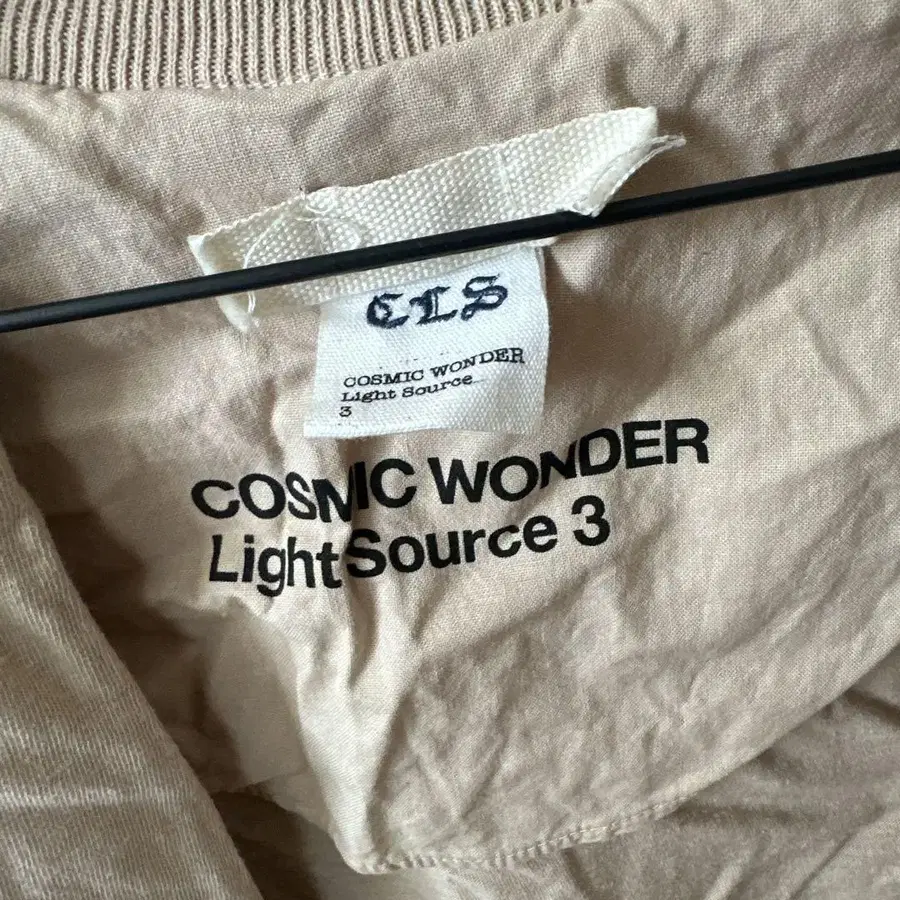 CLS
COSMIC WONDER
Light Source
3
COSMIC WONDER
Light Source 3